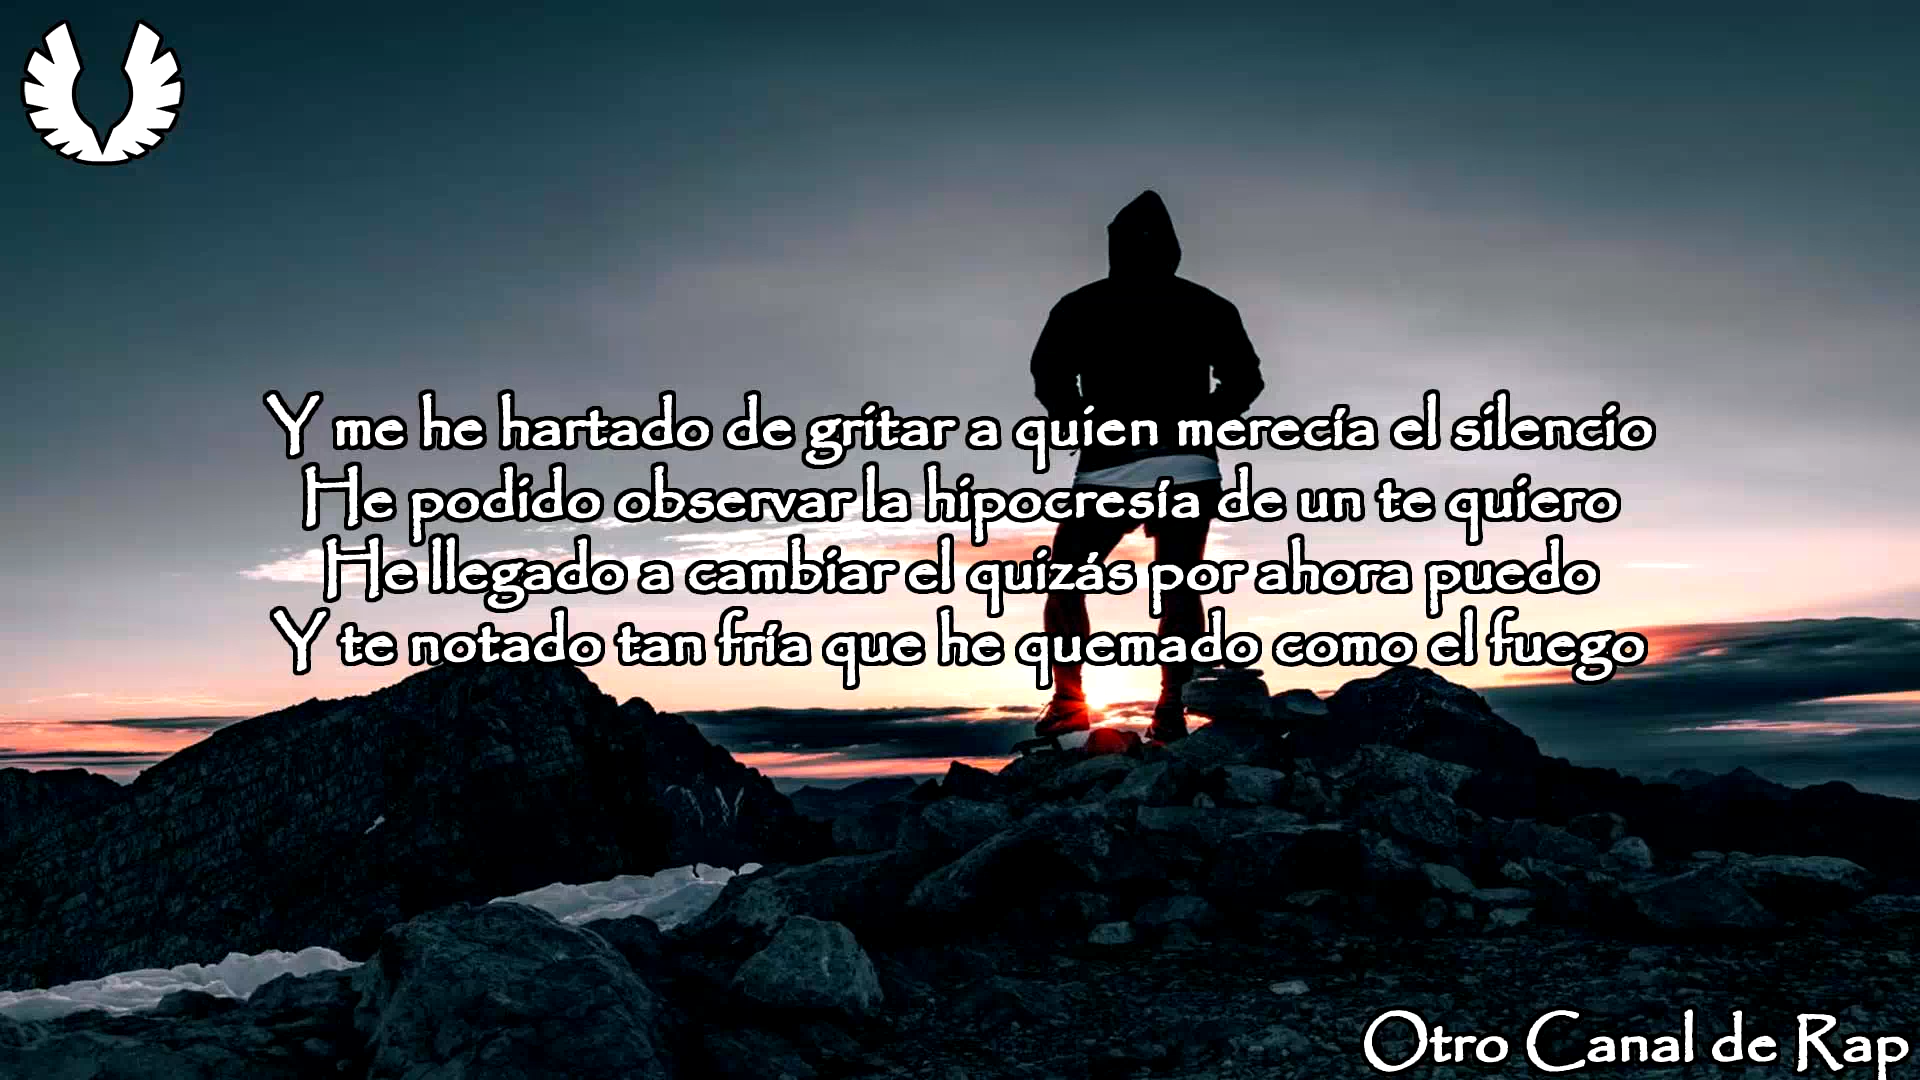 Y me he hartado de gritar a quien merecía el silencio
He podido observar la hipocresía de un te quiero
He llegado a cambiar el quizás por ahora puedo
Y te notado tan fría que he quemado como el fuego
Otro Canal de Rap